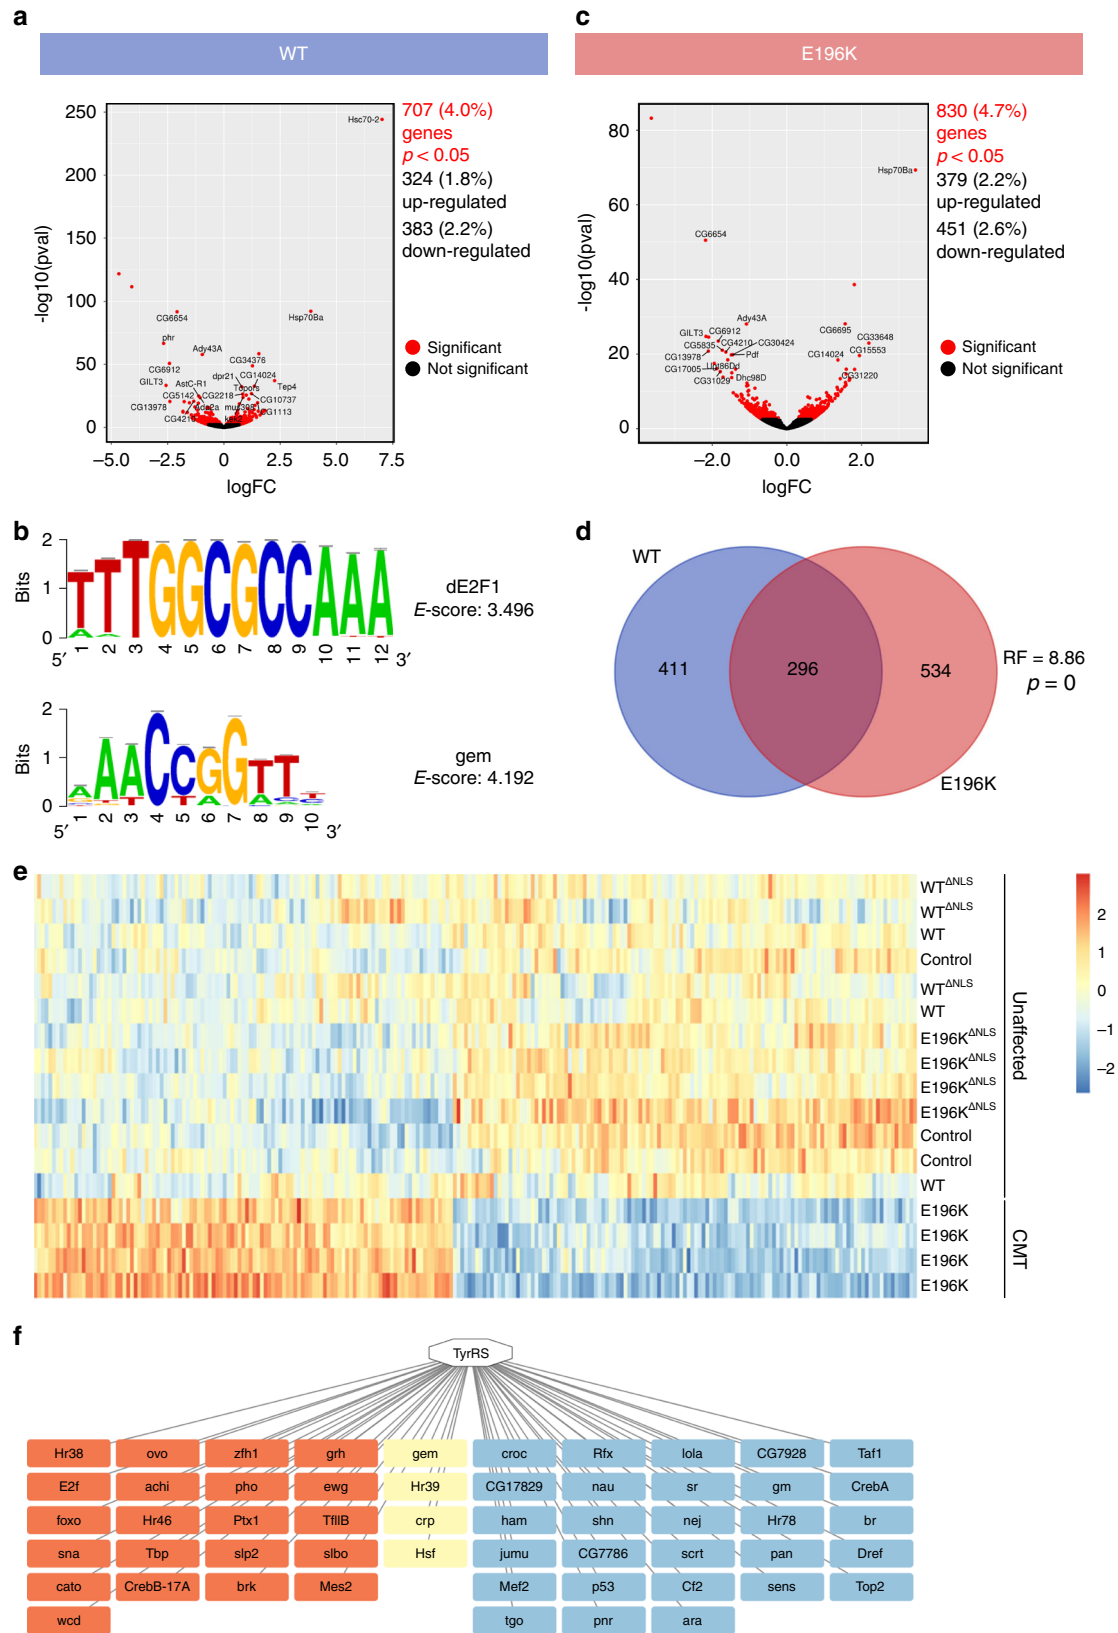 a
WT
250
200
150
100
50
0
-log10(pval)
−5.0
−2.5
0
2.5
5.0
7.5
logFC
Hsc70-2
CG6654
Hsp70Ba
phr
Ady43A
CG6912
CG34376
GILT3
AstC-R1
dpr21
CG14024
Tep4
CG5142
CG2218
CG10737
CG13978
CG1113
707 (4.0%)
genes
p < 0.05
324 (1.8%)
up-regulated
383 (2.2%)
down-regulated
Significant
Not significant
c
E196K
80
60
40
20
0
-log10(pval)
−2.0
0.0
2.0
logFC
Hsp70Ba
CG6654
Ady43A
GILT3
CG6912
CG6695
CG5835
CG4210
CG30424
CG33648
CG13978
Pdf
CG14024
CG15553
CG17005
CG31029
Dhc98D
CG31220
830 (4.7%)
genes
p < 0.05
379 (2.2%)
up-regulated
451 (2.6%)
down-regulated
Significant
Not significant
b
Bits
2
1
0
TTTGGCGCCAAA
5′ 1 2 3 4 5 6 7 8 9 10 11 12 3′
dE2F1
E-score: 3.496
Bits
2
1
0
AAACCGGTT
5′ 1 2 3 4 5 6 7 8 9 10 3′
gem
E-score: 4.192
d
WT
411
296
534
E196K
RF = 8.86
p = 0
e
WTΔNLS
WTΔNLS
WT
Control
WTΔNLS
WT
E196KΔNLS
E196KΔNLS
E196KΔNLS
E196KΔNLS
Control
Control
WT
E196K
E196K
E196K
E196K
Unaffected
CMT
2
1
0
−1
−2
f
TyrRS
Hr38 ovo zfh1 grh gem croc Rfx lola CG7928 Taf1
E2f achi pho ewg Hr39 CG17829 nau sr gm CrebA
foxo Hr46 Ptx1 TfIIB crp ham shn nej Hr78 br
sna Tbp slp2 slbo Hsf jumu CG7786 scrt pan Dref
cato CrebB-17A brk Mes2 Mef2 p53 Cf2 sens Top2
wcd tgo pnr ara